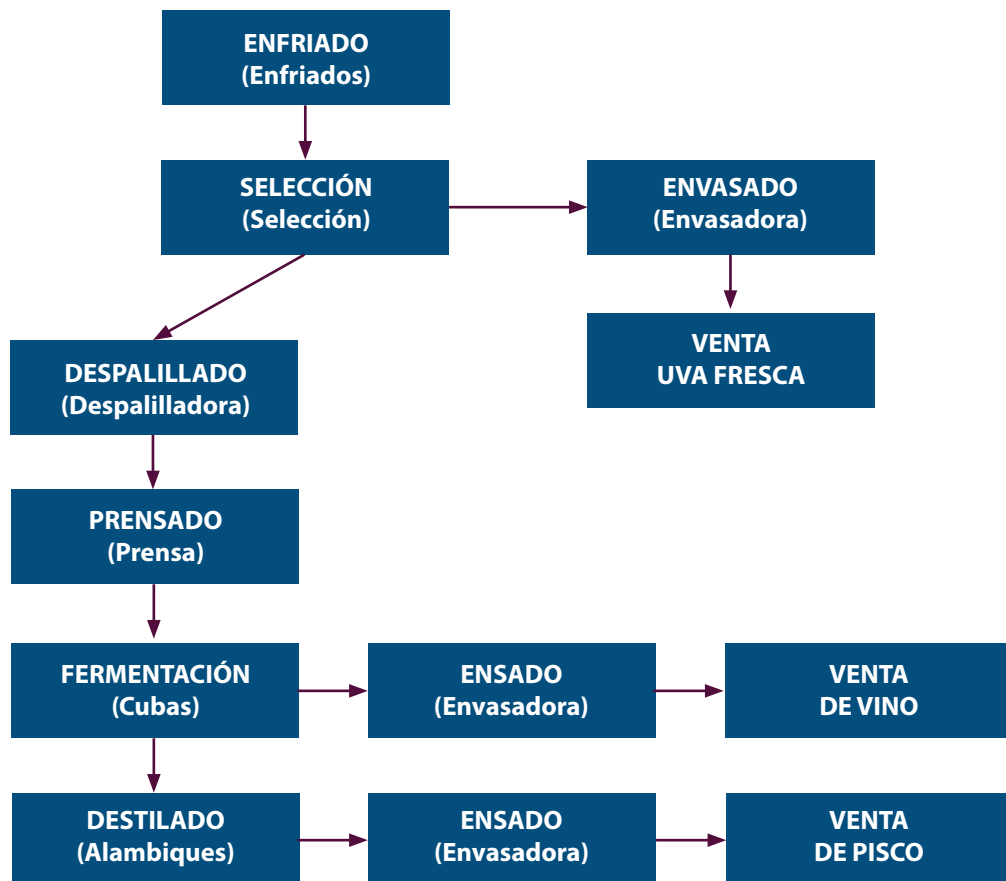 ENFRIADO
(Enfriados)
SELECCIÓN
(Selección)
ENVASADO
(Envasadora)
VENTA
UVA FRESCA
DESPALILLADO
(Despalilladora)
PRENSADO
(Prensa)
FERMENTACIÓN
(Cubas)
ENSADO
(Envasadora)
VENTA
DE VINO
DESTILADO
(Alambiques)
ENSADO
(Envasadora)
VENTA
DE PISCO